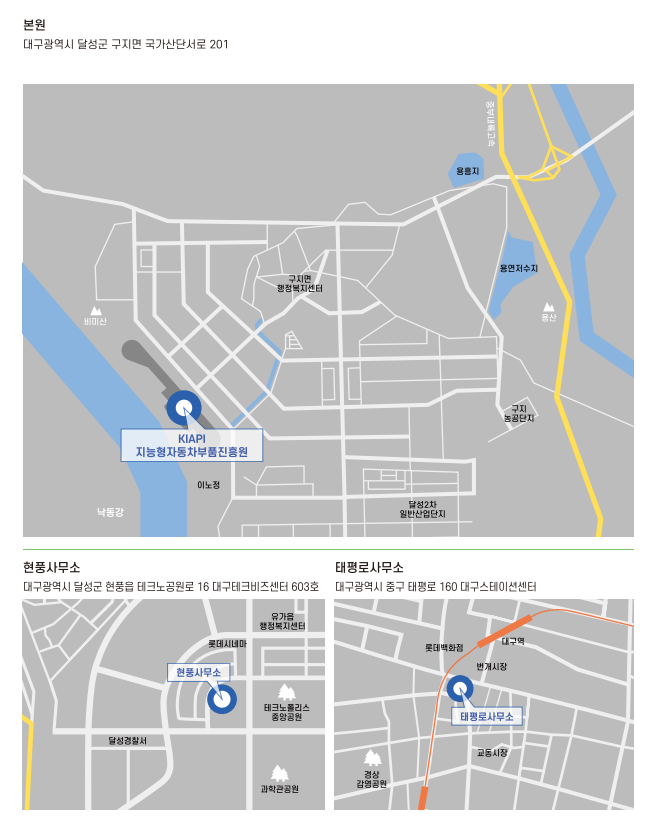 본원
대구광역시 달성군 구지면 국가산단서로 201
중부내륙고속
용흥지
용연저수지
구지면
행정복지센터
비미산
용산
구지
농공단지
KIAPI
지능형자동차부품진흥원
이노정
낙동강
달성2차
일반산업단지
현풍사무소
대구광역시 달성군 현풍읍 테크노공원로 16 대구테크비즈센터 603호
유가읍
행정복지센터
롯데시네마
현풍사무소
테크노폴리스
중앙공원
달성경찰서
과학관공원
태평로사무소
대구광역시 중구 태평로 160 대구스테이션센터
대구역
롯데백화점
번개시장
태평로사무소
교동시장
경상
감영공원